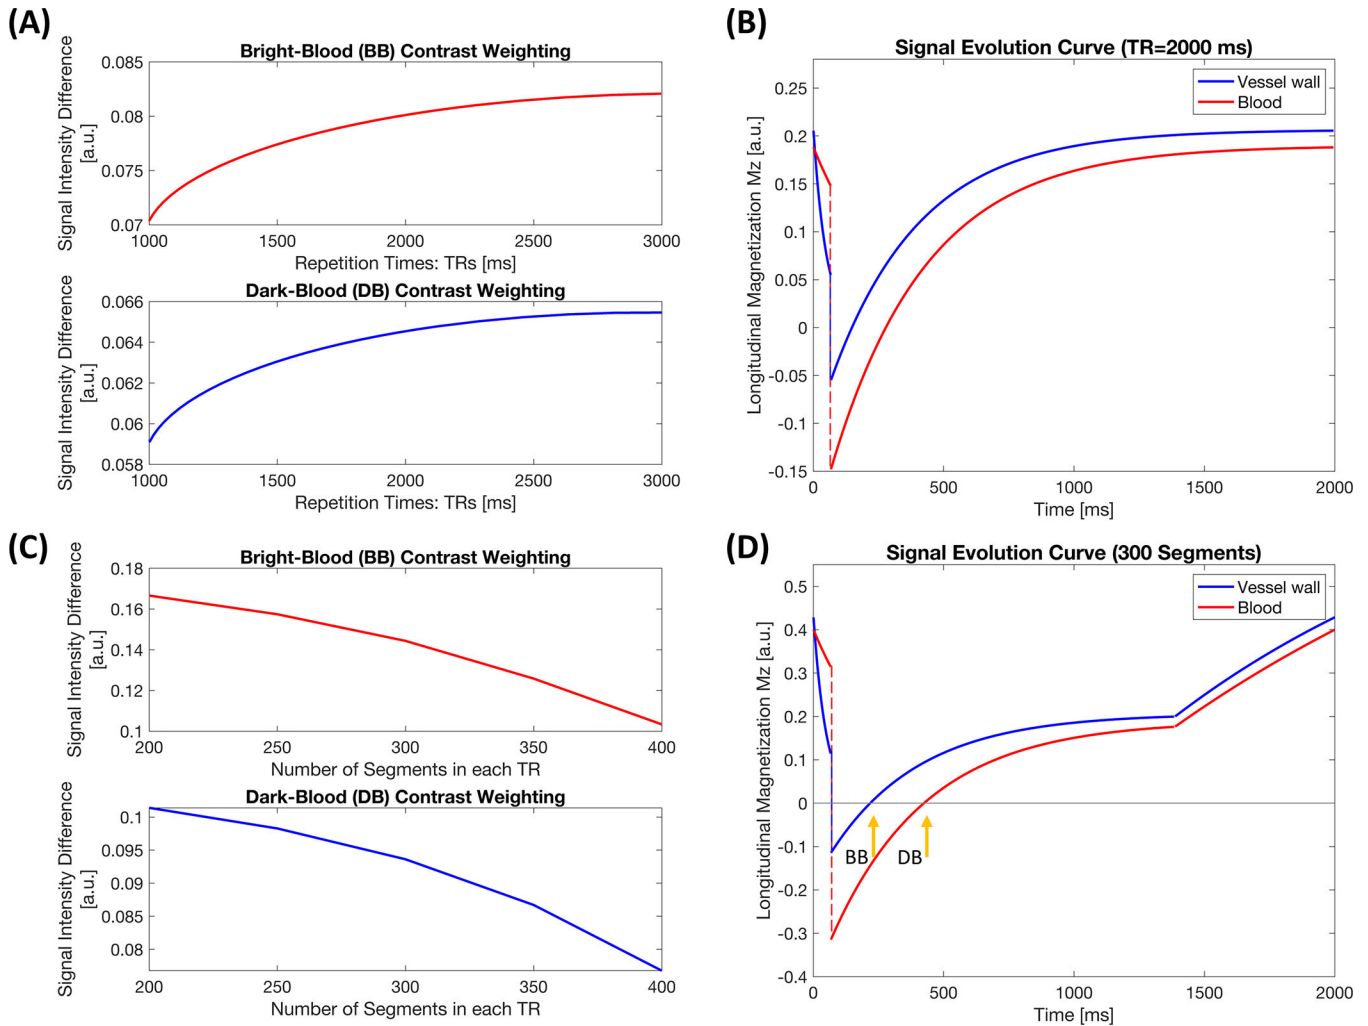 (A)
Bright-Blood (BB) Contrast Weighting
Signal Intensity Difference
[a.u.]
0.085
0.08
0.075
0.07
1000 1500 2000 2500 3000
Repetition Times: TRs [ms]
Dark-Blood (DB) Contrast Weighting
Signal Intensity Difference
[a.u.]
0.066
0.064
0.062
0.06
0.058
1000 1500 2000 2500 3000
Repetition Times: TRs [ms]
(B)
Signal Evolution Curve (TR=2000 ms)
Vessel wall
Blood
Longitudinal Magnetization Mz [a.u.]
0.25
0.2
0.15
0.1
0.05
0
-0.05
-0.1
-0.15
0 500 1000 1500 2000
Time [ms]
(C)
Bright-Blood (BB) Contrast Weighting
Signal Intensity Difference
[a.u.]
0.18
0.16
0.14
0.12
0.1
200 250 300 350 400
Number of Segments in each TR
Dark-Blood (DB) Contrast Weighting
Signal Intensity Difference
[a.u.]
0.1
0.095
0.09
0.085
0.08
200 250 300 350 400
Number of Segments in each TR
(D)
Signal Evolution Curve (300 Segments)
Vessel wall
Blood
Longitudinal Magnetization Mz [a.u.]
0.5
0.4
0.3
0.2
0.1
0
-0.1
-0.2
-0.3
-0.4
BB DB
0 500 1000 1500 2000
Time [ms]